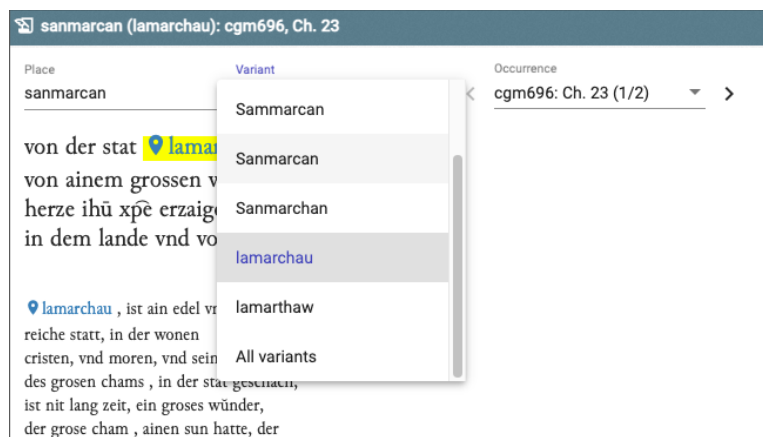 sanmarcan (lamarchau): cgm696, Ch. 23
Place Variant Occurrence
sanmarcan cgm696: Ch. 23 (1/2)
Sammarcan
Sanmarcan
Sanmarchan
lamarchau
lamarthaw
All variants
von der stat
von ainem grossen
herze ihū xp̄e
in dem lande vnd
lamarchau , ist ain edel
reiche statt, in der wonen
cristen, vnd moren, vnd sein
des grosen chams , in der stat geschach,
ist nit lang zeit, ein groses wŭnder,
der grose cham , ainen sun hatte, der